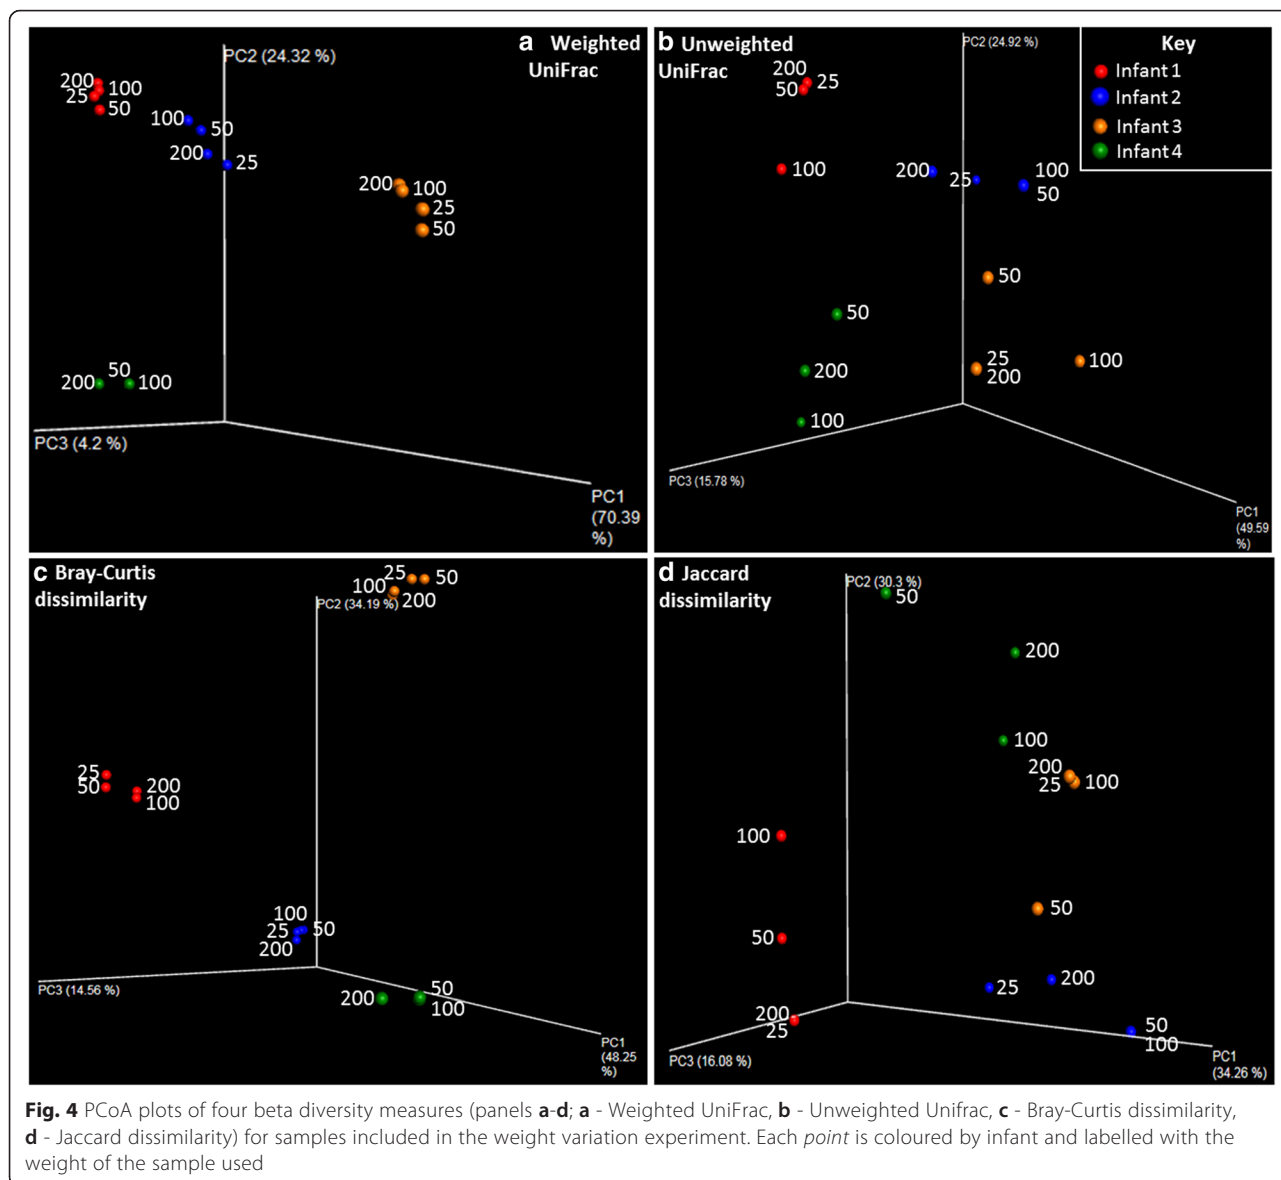 a Weighted
UniFrac
PC2 (24.32 %)
200
100
25
50
100
50
200
25
200
100
25
50
50
200
100
PC3 (4.2 %)
PC1
(70.39
%)
b Unweighted
UniFrac
PC2 (24.92 %)
Key
Infant 1
Infant 2
Infant 3
Infant 4
200
25
50
100
200
25
100
50
50
50
25
200
100
200
100
PC3 (15.78 %)
PC1
(49.59
%)
c Bray-Curtis
dissimilarity
25
50
100
200
PC2 (34.19 %)
25
200
50
100
100
25
50
200
PC3 (14.56 %)
50
200
100
PC1
(48.25
%)
d Jaccard
dissimilarity
PC2 (30.3 %)
50
200
100
200
25
100
100
50
50
200
25
200
25
50
100
PC3 (16.08 %)
PC1
(34.26 %)
Fig. 4 PCoA plots of four beta diversity measures (panels a-d; a - Weighted UniFrac, b - Unweighted Unifrac, c - Bray-Curtis dissimilarity,
d - Jaccard dissimilarity) for samples included in the weight variation experiment. Each point is coloured by infant and labelled with the
weight of the sample used